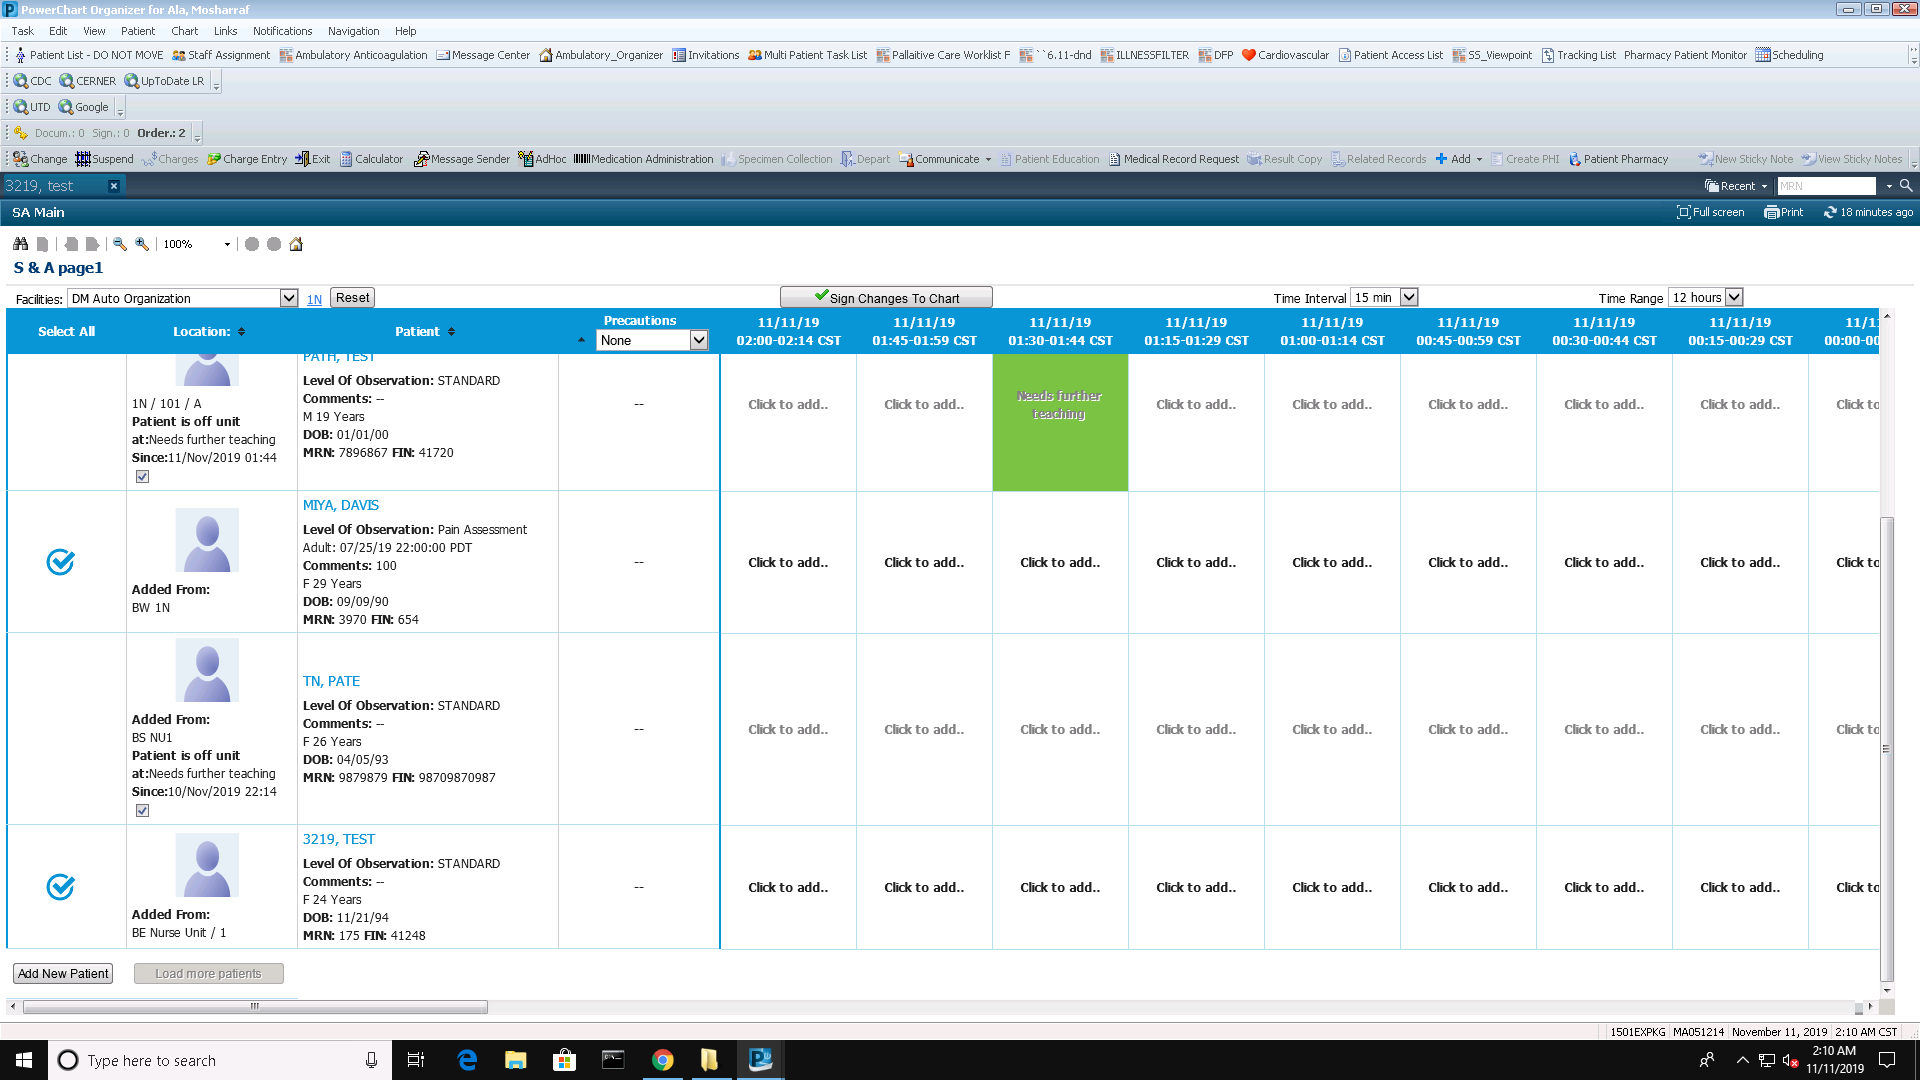 PowerChart Organizer for Ala, Mosharraf
Task Edit View Patient Chart Links Notifications Navigation Help
Patient List - DO NOT MOVE Staff Assignment Ambulatory Anticoagulation Message Center Ambulatory_Organizer Invitations Multi Patient Task List Pallaitive Care Worklist F ``6.11-dnd ILLNESSFILTER DFP Cardiovascular Patient Access List SS_Viewpoint Tracking List Pharmacy Patient Monitor Scheduling
CDC CERNER UpToDate LR
UTD Google
Docum.: 0 Sign.: 0 Order.: 2
Change Suspend Charges Charge Entry Exit Calculator Message Sender AdHoc Medication Administration Specimen Collection Depart Communicate Patient Education Medical Record Request Result Copy Related Records Add Create PHI Patient Pharmacy New Sticky Note View Sticky Notes
3219, test Recent MRN
SA Main Full screen Print 18 minutes ago
100%
S & A page1
Facilities: DM Auto Organization 1N Reset Sign Changes To Chart Time Interval 15 min Time Range 12 hours
Select All Location: Patient Precautions None
11/11/19 11/11/19 11/11/19 11/11/19 11/11/19 11/11/19 11/11/19 11/11/19 11/1
02:00-02:14 CST 01:45-01:59 CST 01:30-01:44 CST 01:15-01:29 CST 01:00-01:14 CST 00:45-00:59 CST 00:30-00:44 CST 00:15-00:29 CST 00:00-00
1N / 101 / A
Patient is off unit
at:Needs further teaching
Since:11/Nov/2019 01:44
PATH, TEST
Level Of Observation: STANDARD
Comments: --
M 19 Years
DOB: 01/01/00
MRN: 7896867 FIN: 41720
--
Click to add.. Click to add.. Needs further teaching Click to add.. Click to add.. Click to add.. Click to add.. Click to add.. Click to
Added From:
BW 1N
MIYA, DAVIS
Level Of Observation: Pain Assessment
Adult: 07/25/19 22:00:00 PDT
Comments: 100
F 29 Years
DOB: 09/09/90
MRN: 3970 FIN: 654
--
Click to add.. Click to add.. Click to add.. Click to add.. Click to add.. Click to add.. Click to add.. Click to add.. Click to
Added From:
BS NU1
Patient is off unit
at:Needs further teaching
Since:10/Nov/2019 22:14
TN, PATE
Level Of Observation: STANDARD
Comments: --
F 26 Years
DOB: 04/05/93
MRN: 9879879 FIN: 98709870987
--
Click to add.. Click to add.. Click to add.. Click to add.. Click to add.. Click to add.. Click to add.. Click to add.. Click to
Added From:
BE Nurse Unit / 1
3219, TEST
Level Of Observation: STANDARD
Comments: --
F 24 Years
DOB: 11/21/94
MRN: 175 FIN: 41248
--
Click to add.. Click to add.. Click to add.. Click to add.. Click to add.. Click to add.. Click to add.. Click to add.. Click to
Add New Patient Load more patients
1501EXPKG MA051214 November 11, 2019 2:10 AM CST
Type here to search
2:10 AM
11/11/2019